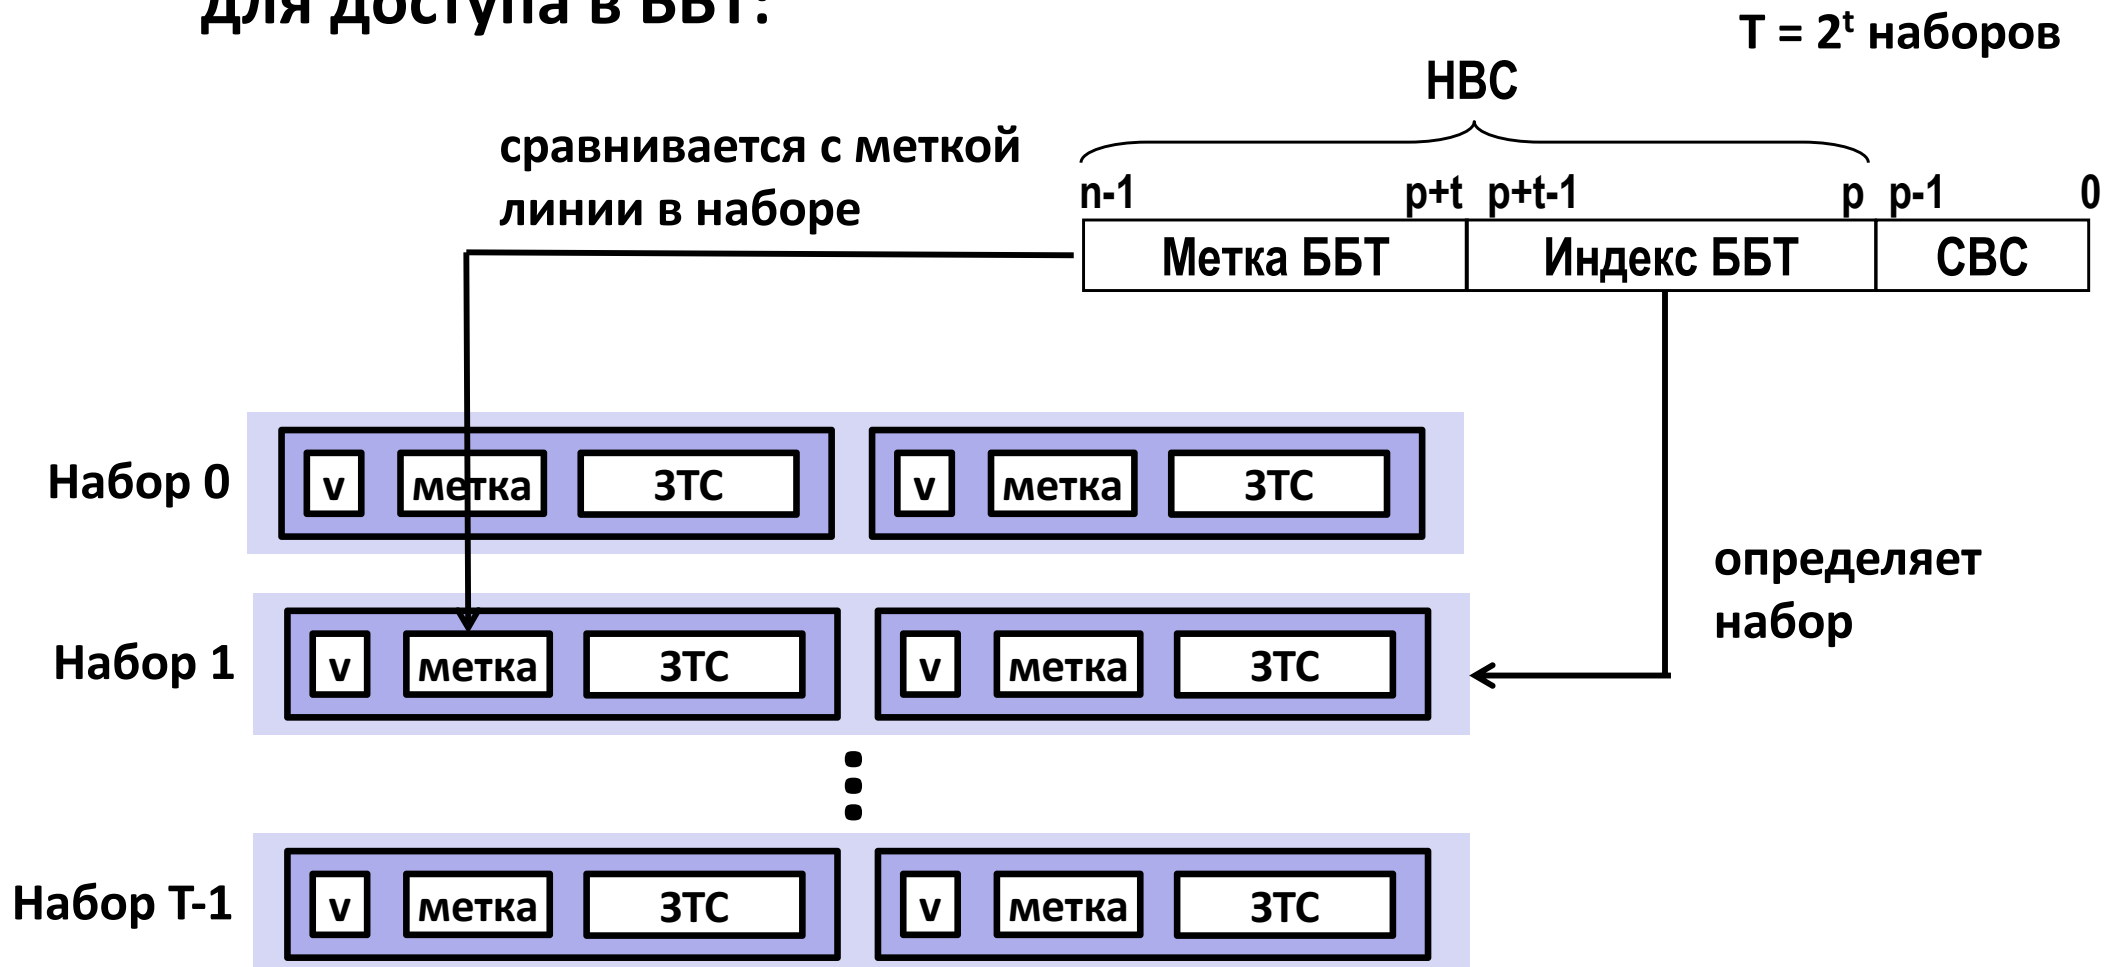 для доступа в ББТ:
T = 2ᵗ наборов
НВС
сравнивается с меткой
линии в наборе
n-1 p+t p+t-1 p p-1 0
Метка ББТ Индекс ББТ СВС
Набор 0 v метка ЗТС v метка ЗТС
определяет
набор
Набор 1 v метка ЗТС v метка ЗТС
Набор T-1 v метка ЗТС v метка ЗТС